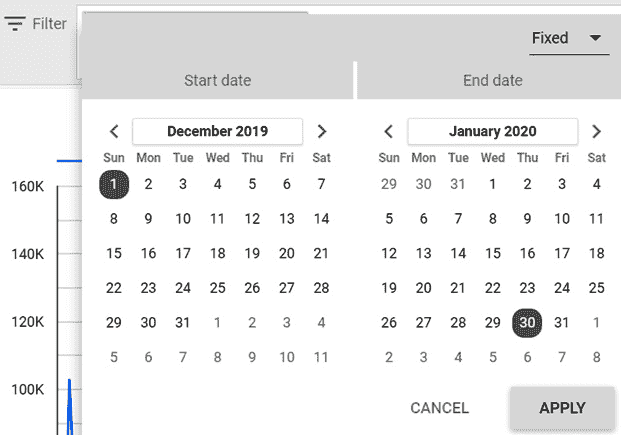 Filter
Fixed
Start date End date
December 2019 January 2020
Sun Mon Tue Wed Thu Fri Sat Sun Mon Tue Wed Thu Fri Sat
1 2 3 4 5 6 7 29 30 31 1 2 3 4
8 9 10 11 12 13 14 5 6 7 8 9 10 11
15 16 17 18 19 20 21 12 13 14 15 16 17 18
22 23 24 25 26 27 28 19 20 21 22 23 24 25
29 30 31 1 2 3 4 26 27 28 29 30 31 1
5 6 7 8 9 10 11 2 3 4 5 6 7 8
CANCEL APPLY
160K
140K
120K
100K